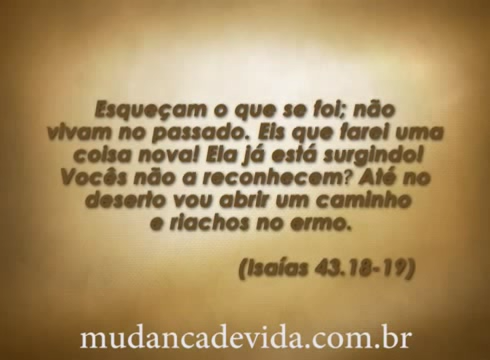 Esqueçam o que se foi; não
vivam no passado. Eis que farei uma
coisa nova! Ela já está surgindo!
Vocês não a reconhecem? Até no
deserto vou abrir um caminho
e riachos no ermo.
(Isaías 43.18-19)
mudancadevida.com.br